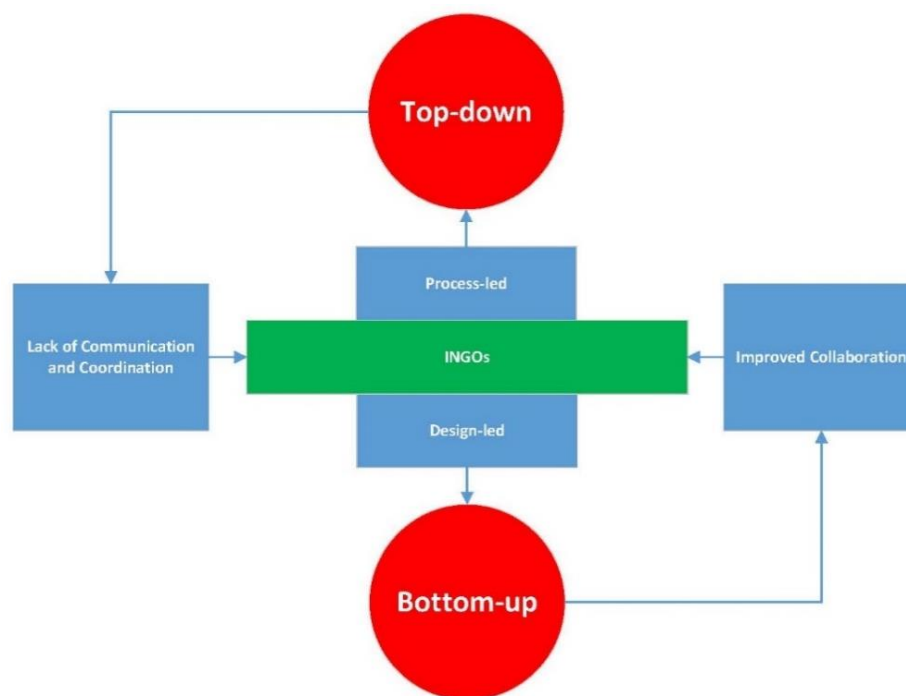 Top-down
Process-led
Lack of Communication
and Coordination
INGOs
Improved Collaboration
Design-led
Bottom-up